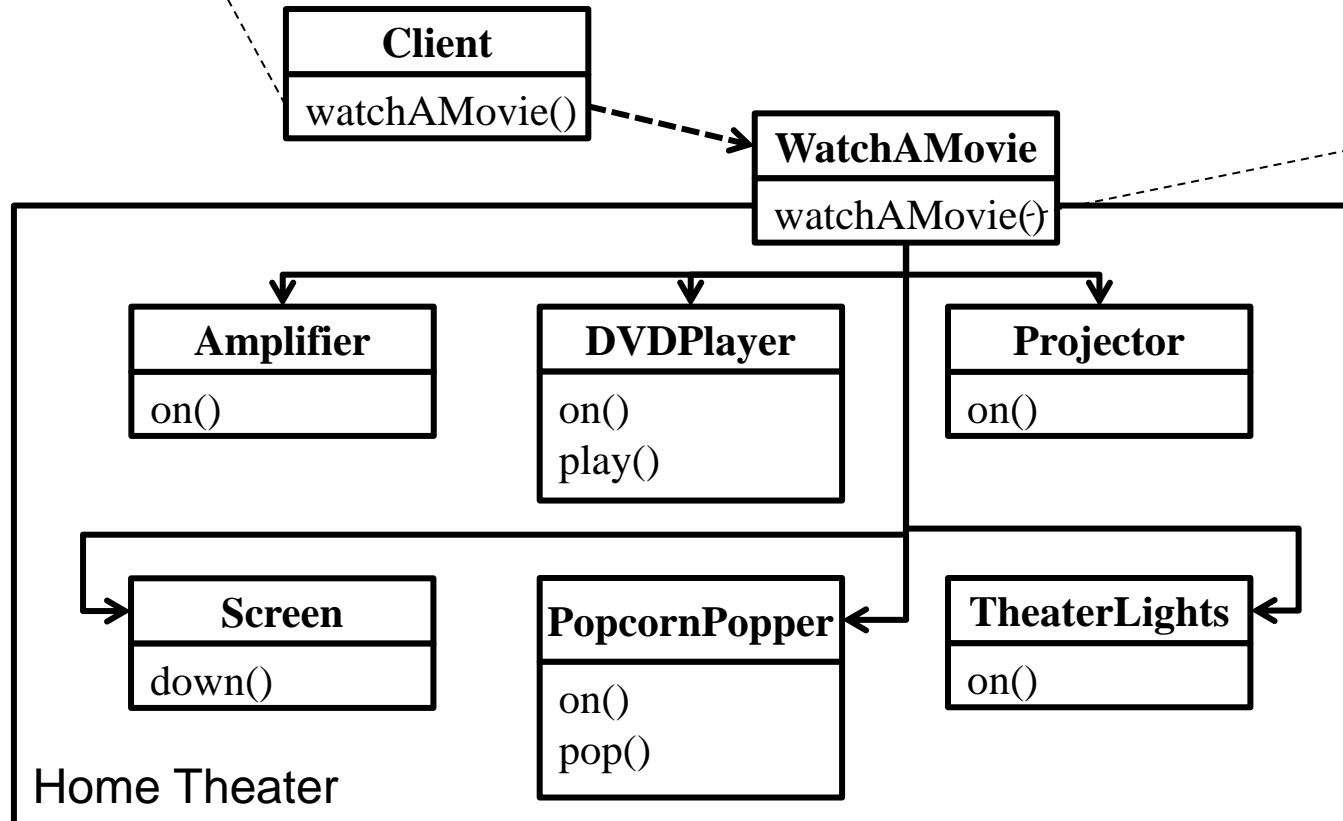 Client
watchAMovie()
WatchAMovie
watchAMovie()
Amplifier
on()
DVDPlayer
on()
play()
Projector
on()
Screen
down()
PopcornPopper
on()
pop()
TheaterLights
on()
Home Theater